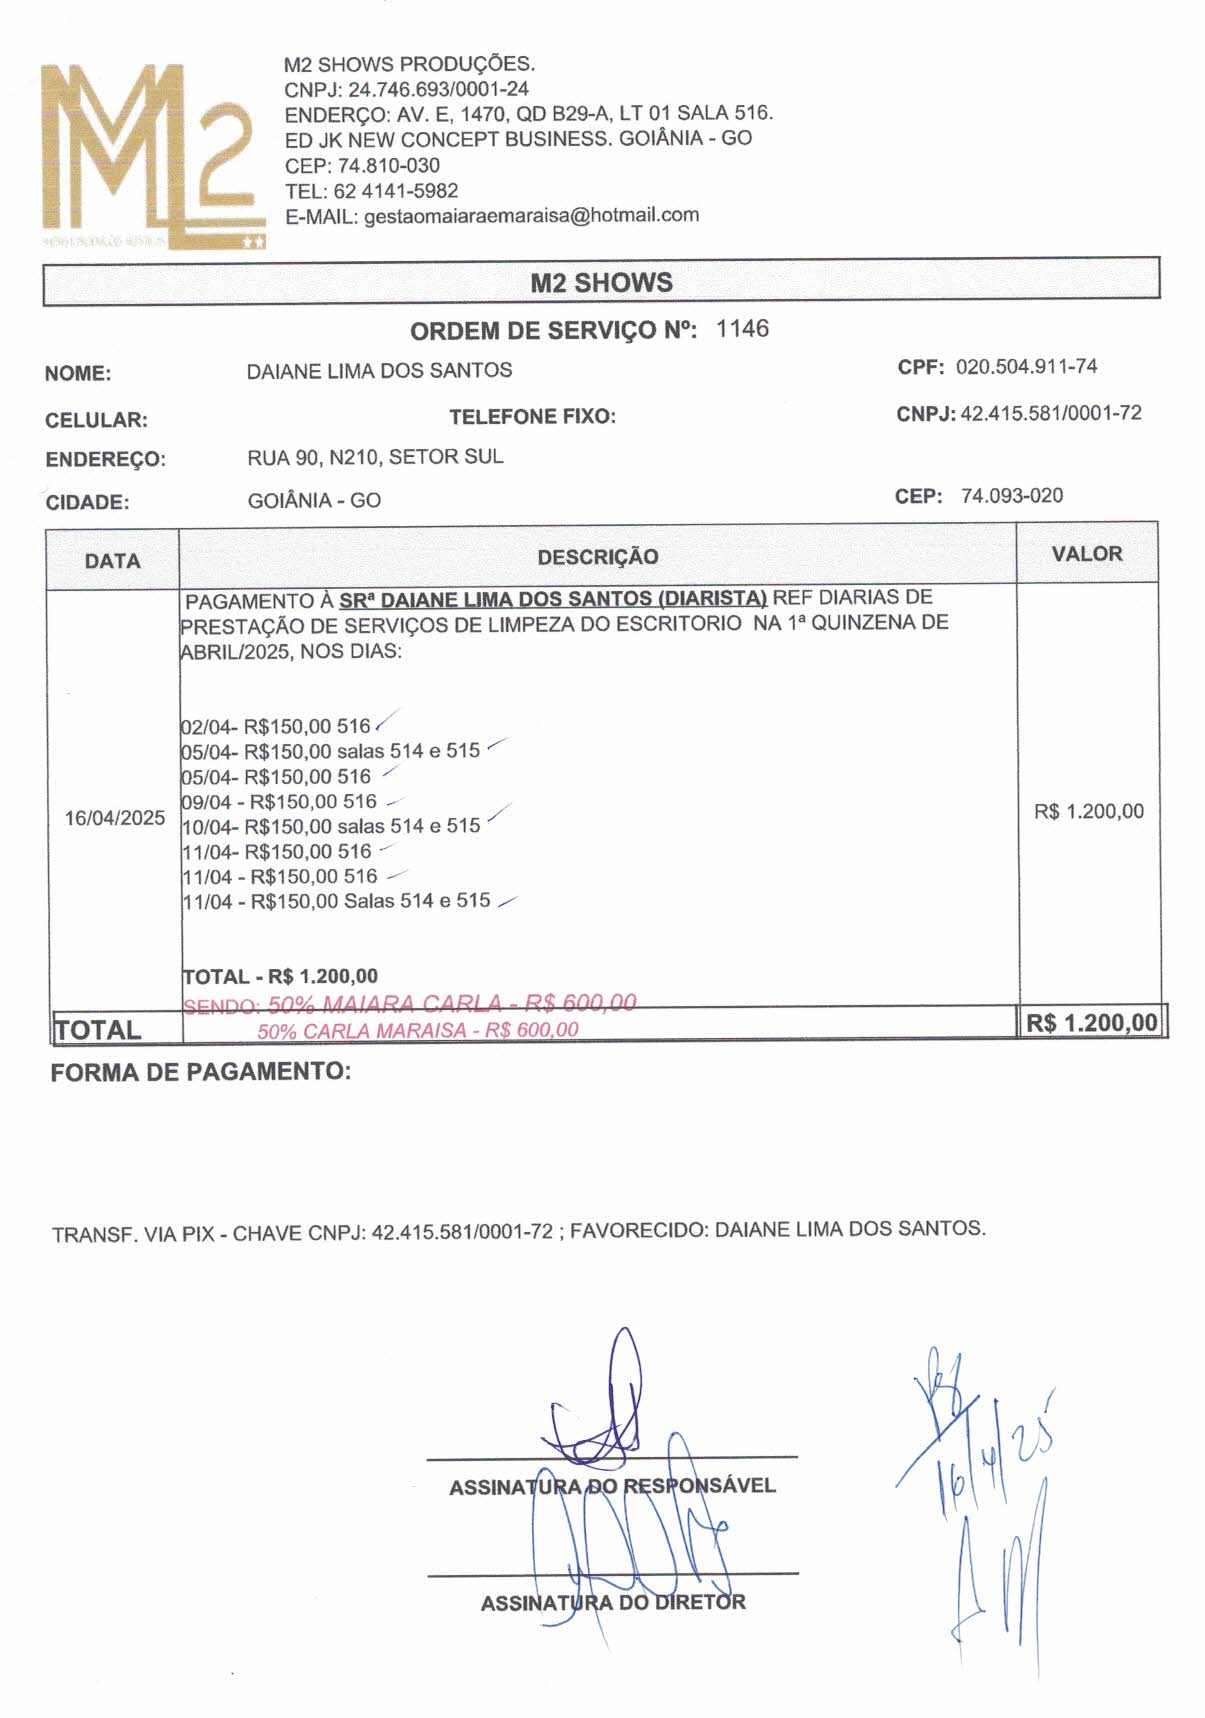 M2 SHOWS PRODUÇÕES.
CNPJ: 24.746.693/0001-24
ENDERÇO: AV. E, 1470, QD B29-A, LT 01 SALA 516.
ED JK NEW CONCEPT BUSINESS. GOIÂNIA - GO
CEP: 74.810-030
TEL: 62 4141-5982
E-MAIL: gestaomaiaraemaraisa@hotmail.com
M2
M2 SHOWS
ORDEM DE SERVIÇO Nº: 1146
NOME: DAIANE LIMA DOS SANTOS CPF: 020.504.911-74
CELULAR: TELEFONE FIXO: CNPJ: 42.415.581/0001-72
ENDEREÇO: RUA 90, N210, SETOR SUL
CIDADE: GOIÂNIA - GO CEP: 74.093-020
DATA DESCRIÇÃO VALOR
PAGAMENTO À SRª DAIANE LIMA DOS SANTOS (DIARISTA) REF DIARIAS DE
PRESTAÇÃO DE SERVIÇOS DE LIMPEZA DO ESCRITORIO NA 1ª QUINZENA DE
ABRIL/2025, NOS DIAS:
02/04- R$150,00 516
05/04- R$150,00 salas 514 e 515
05/04- R$150,00 516
09/04 - R$150,00 516
16/04/2025 R$ 1.200,00
10/04- R$150,00 salas 514 e 515
11/04- R$150,00 516
11/04 - R$150,00 516
11/04 - R$150,00 Salas 514 e 515
TOTAL - R$ 1.200,00
SENDO: 50% MAIARA CARLA - R$ 600,00
50% CARLA MARAISA - R$ 600,00
TOTAL R$ 1.200,00
FORMA DE PAGAMENTO:
TRANSF. VIA PIX - CHAVE CNPJ: 42.415.581/0001-72 ; FAVORECIDO: DAIANE LIMA DOS SANTOS.
16/4/25
ASSINATURA DO RESPONSÁVEL
ASSINATURA DO DIRETOR